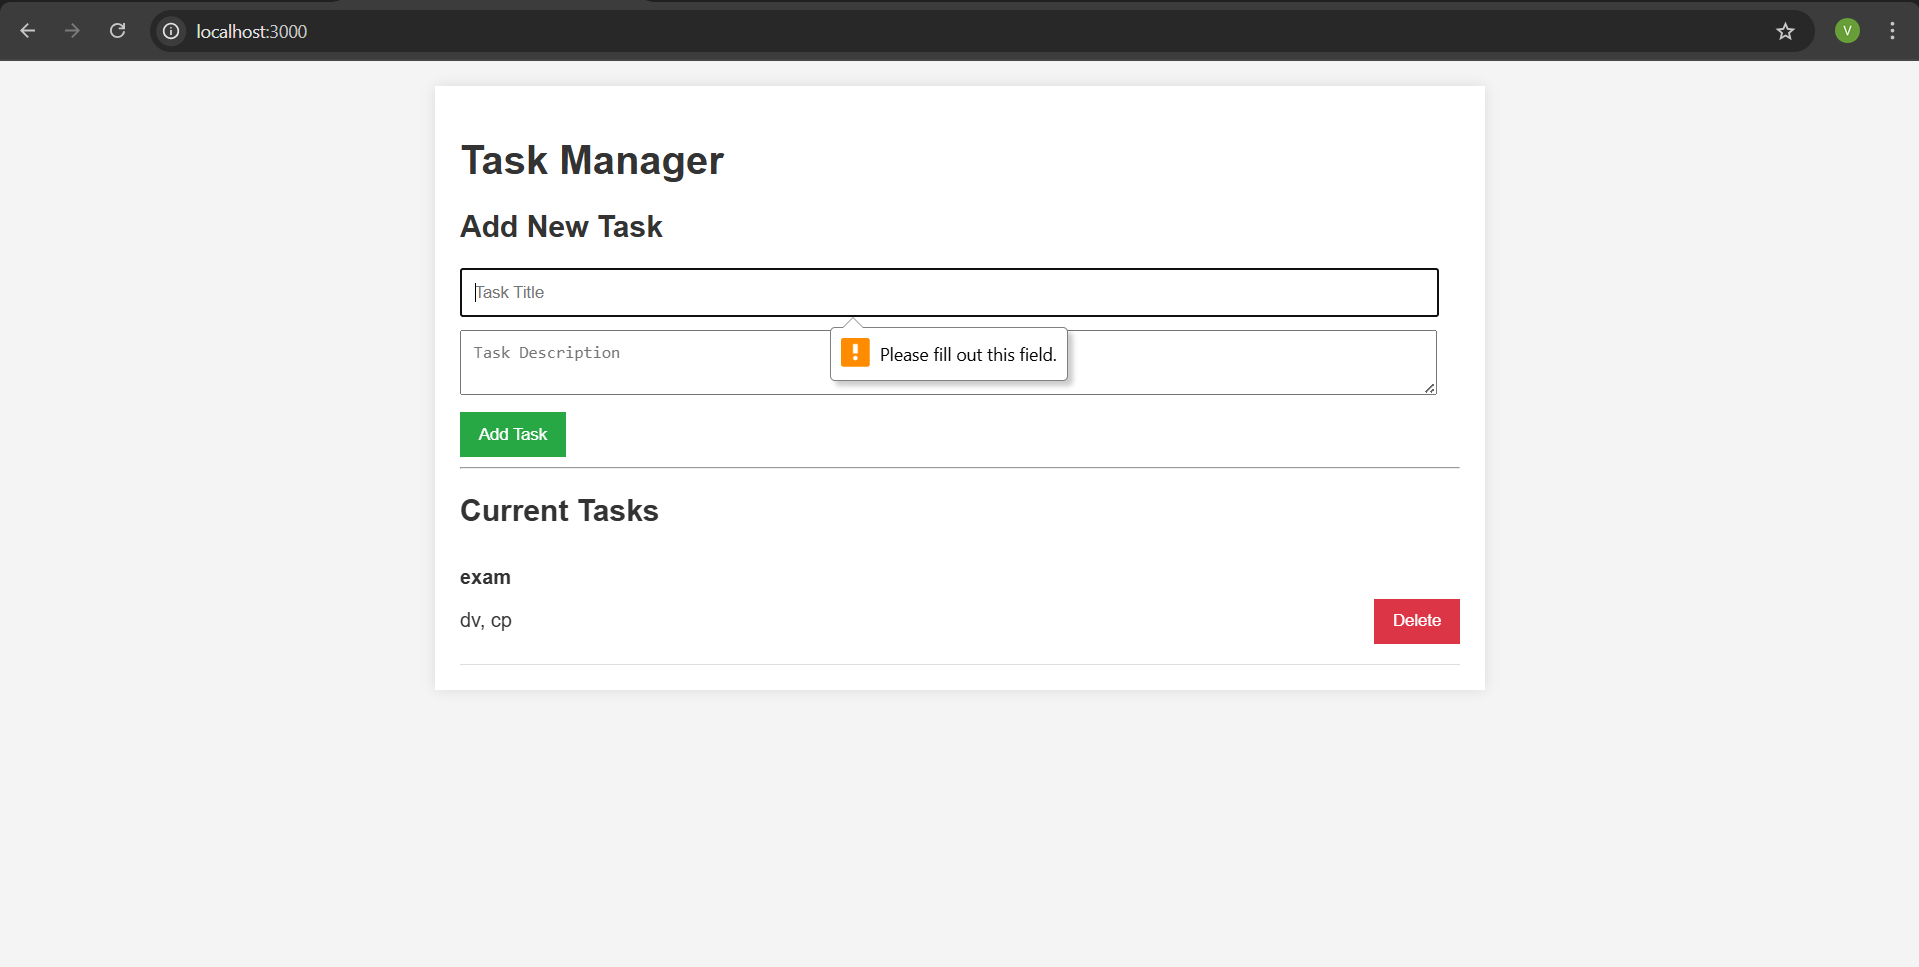 localhost:3000
V
Task Manager
Add New Task
Task Title
Task Description
Please fill out this field.
Add Task
Current Tasks
exam
dv, cp
Delete